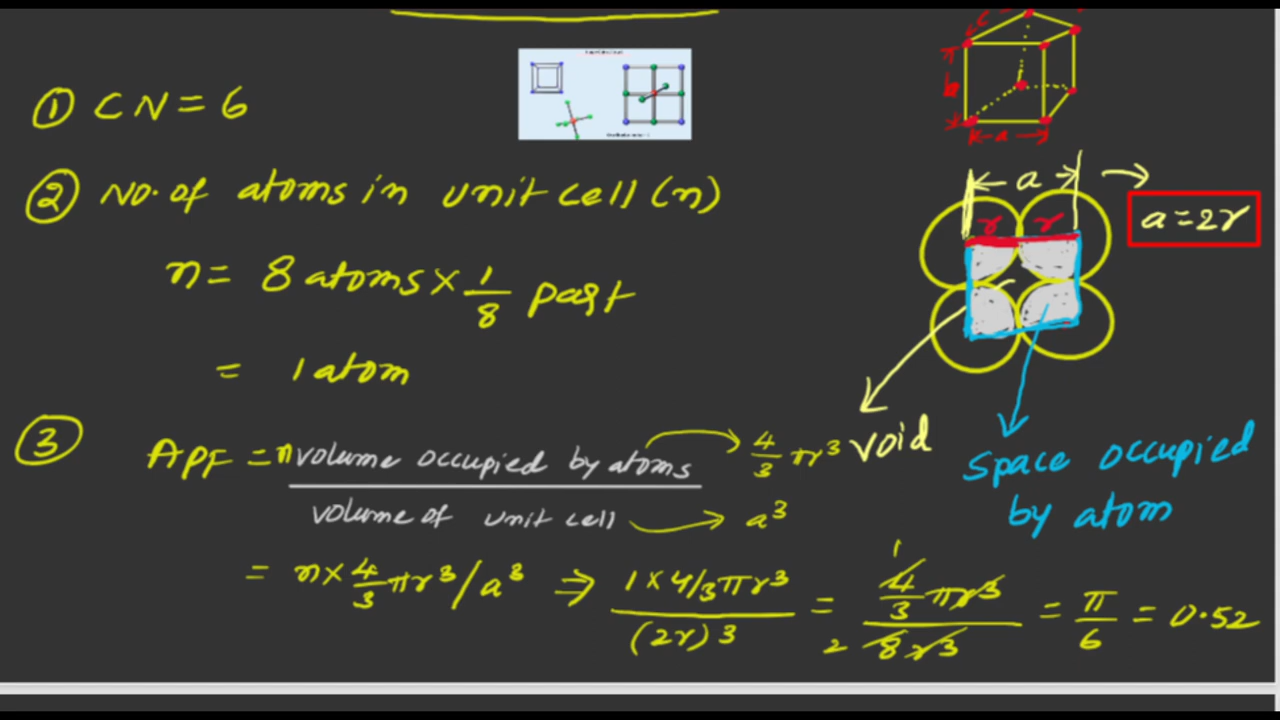 ① CN = 6
② No. of atoms in unit cell (n)
n = 8 atoms × 1/8 part
= 1 atom
③ APF = n volume occupied by atoms → 4/3 πr³
volume of unit cell → a³
= n × 4/3 πr³ / a³ ⇒ 1 × 4/3 πr³ / (2r)³ = 1 4/3 πr³ / 2 8r³ = π/6 = 0.52
c
b
a
a → a = 2r
r r
void
space occupied
by atom